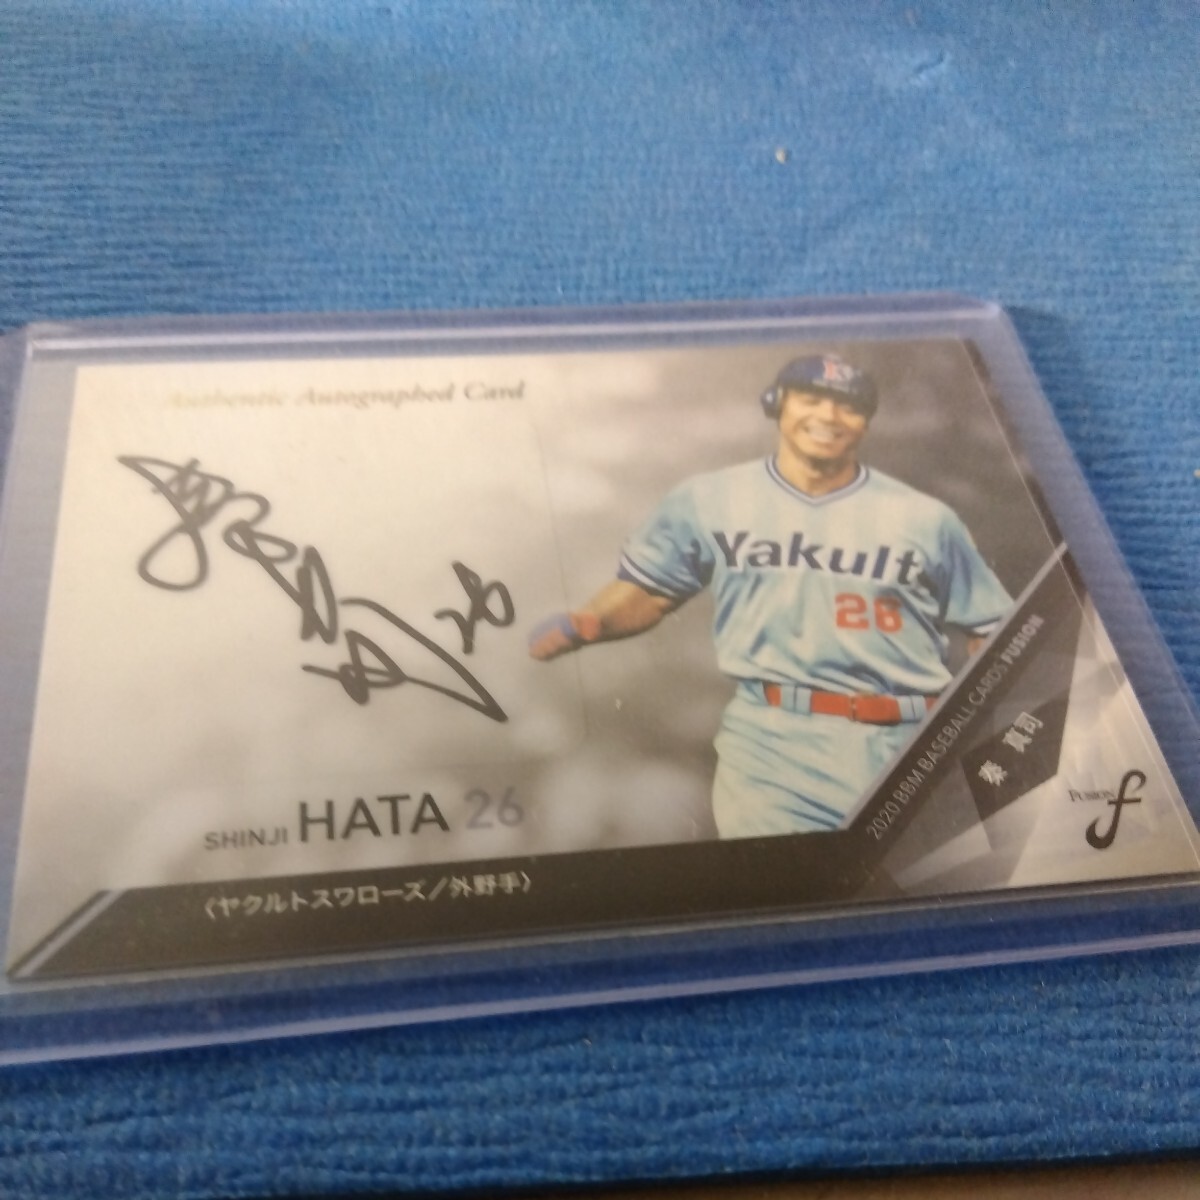 Authentic Autographed Card
Yakult
26
26
SHINJI HATA 26
〈ヤクルトスワローズ/外野手〉
2020 BBM BASEBALL CARDS FUSION
秦 真司
FUSION
f